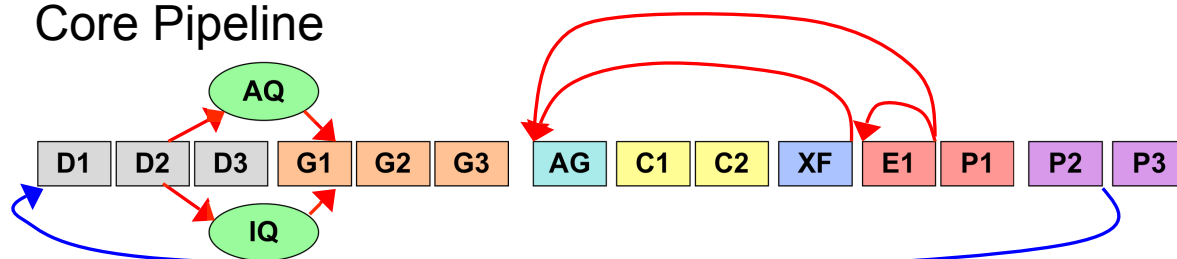 Core Pipeline
AQ
D1 D2 D3 G1 G2 G3 AG C1 C2 XF E1 P1 P2 P3
IQ